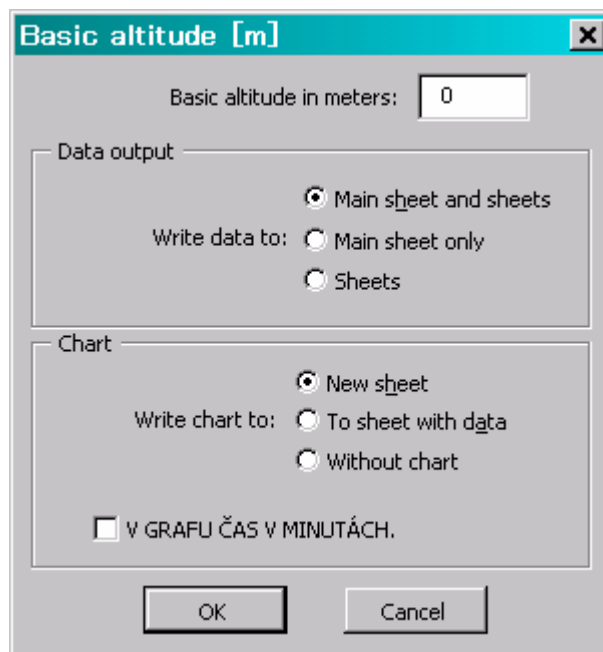 Basic altitude [m]
Basic altitude in meters: 0
Data output
Main sheet and sheets
Write data to: Main sheet only
Sheets
Chart
New sheet
Write chart to: To sheet with data
Without chart
V GRAFU ČAS V MINUTÁCH.
OK Cancel